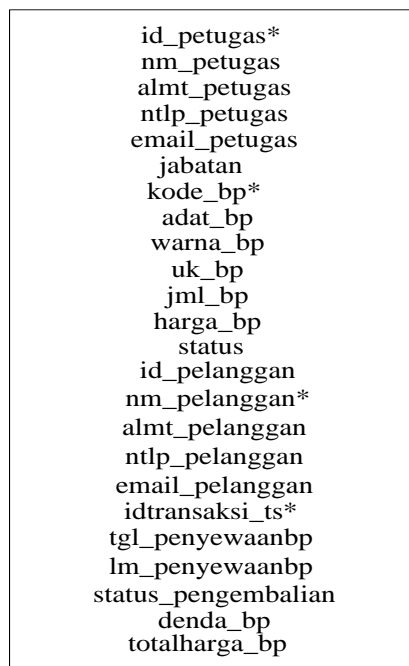 id_petugas*
nm_petugas
almt_petugas
ntlp_petugas
email_petugas
jabatan
kode_bp*
adat_bp
warna_bp
uk_bp
jml_bp
harga_bp
status
id_pelanggan
nm_pelanggan*
almt_pelanggan
ntlp_pelanggan
email_pelanggan
idtransaksi_ts*
tgl_penyewaanbp
lm_penyewaanbp
status_pengembalian
denda_bp
totalharga_bp